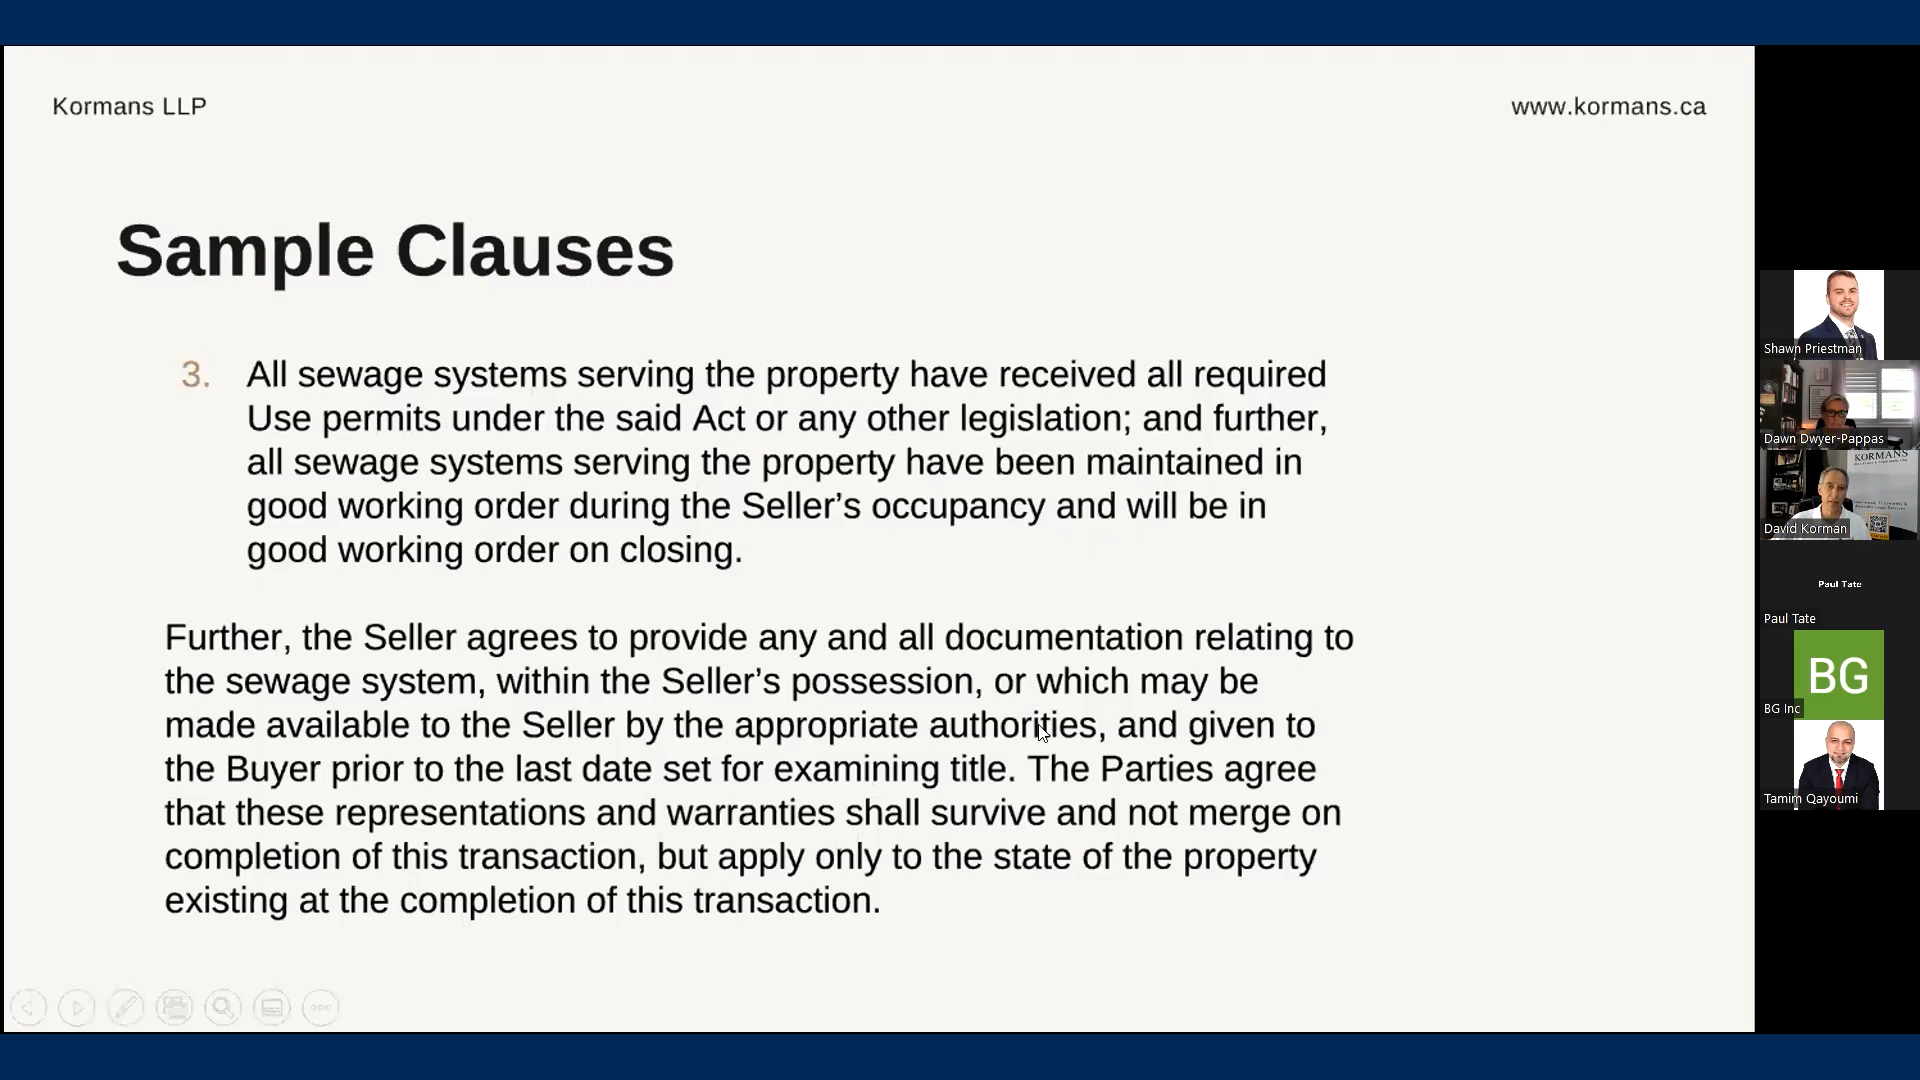 Kormans LLP
www.kormans.ca
Sample Clauses
3. All sewage systems serving the property have received all required
Use permits under the said Act or any other legislation; and further,
all sewage systems serving the property have been maintained in
good working order during the Seller’s occupancy and will be in
good working order on closing.
Further, the Seller agrees to provide any and all documentation relating to
the sewage system, within the Seller’s possession, or which may be
made available to the Seller by the appropriate authorities, and given to
the Buyer prior to the last date set for examining title. The Parties agree
that these representations and warranties shall survive and not merge on
completion of this transaction, but apply only to the state of the property
existing at the completion of this transaction.
Shawn Priestman
Dawn Dwyer-Pappas
KORMANS
David Korman
Paul Tate
Paul Tate
BG
BG Inc
Tamim Qayoumi